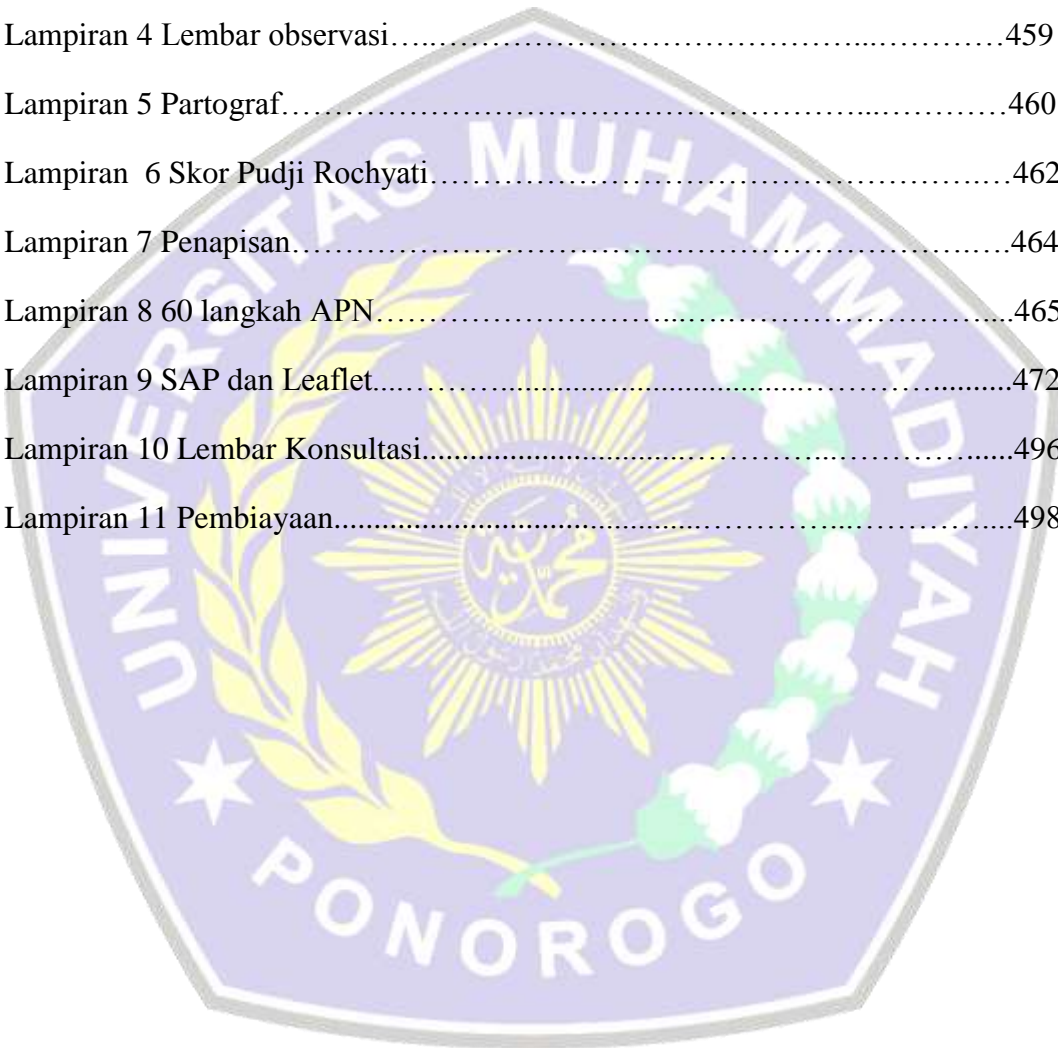 Lampiran 4 Lembar observasi…..……………………………………...…………459
Lampiran 5 Partograf………………………………………………...…………460
Lampiran  6 Skor Pudji Rochyati……………………………………………….…462
Lampiran 7 Penapisan………………………………………………………….464
Lampiran 8 60 langkah APN……………………………………………………....465
Lampiran 9 SAP dan Leaflet....………..................................……………..........472
Lampiran 10 Lembar Konsultasi................................…………………………......496
Lampiran 11 Pembiayaan..........................................……………………………...498
UNIVERSITAS MUHAMMADIYAH
PONOROGO